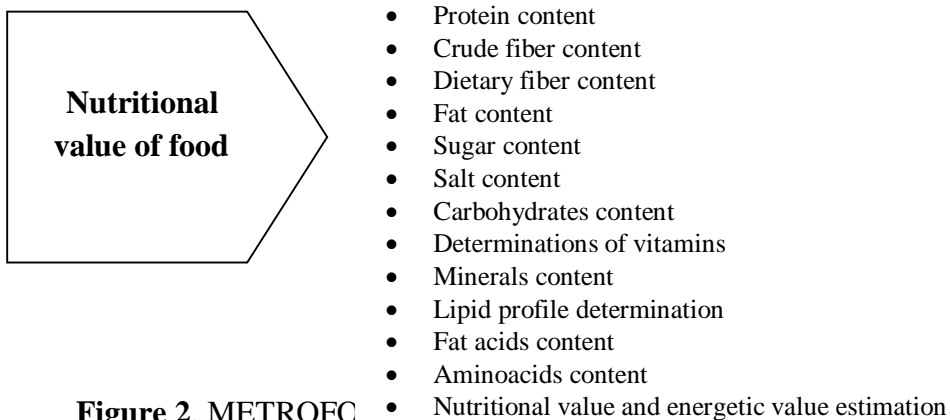 Nutritional
value of food
• Protein content
• Crude fiber content
• Dietary fiber content
• Fat content
• Sugar content
• Salt content
• Carbohydrates content
• Determinations of vitamins
• Minerals content
• Lipid profile determination
• Fat acids content
• Aminoacids content
• Nutritional value and energetic value estimation
Figure 2. METROFO